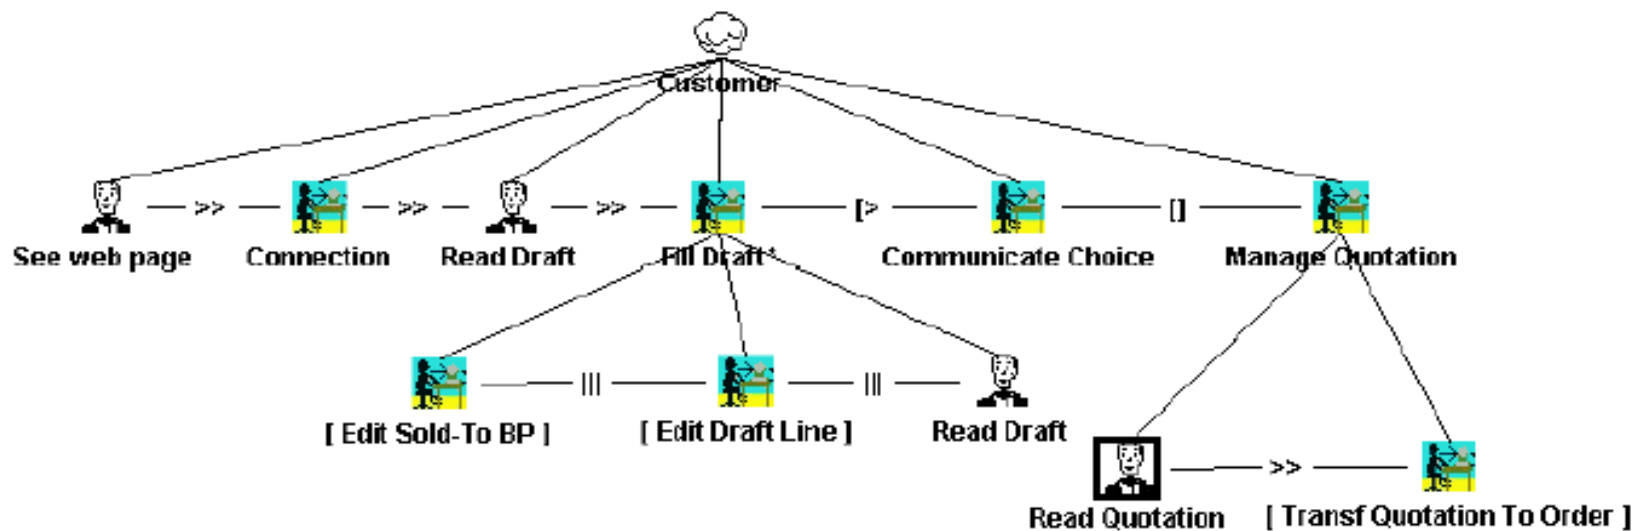 Customer
>> >> >> [> []
See web page Connection Read Draft Fill Draft* Communicate Choice Manage Quotation
||| |||
[ Edit Sold-To BP ] [ Edit Draft Line ] Read Draft
>>
Read Quotation [ Transf Quotation To Order ]